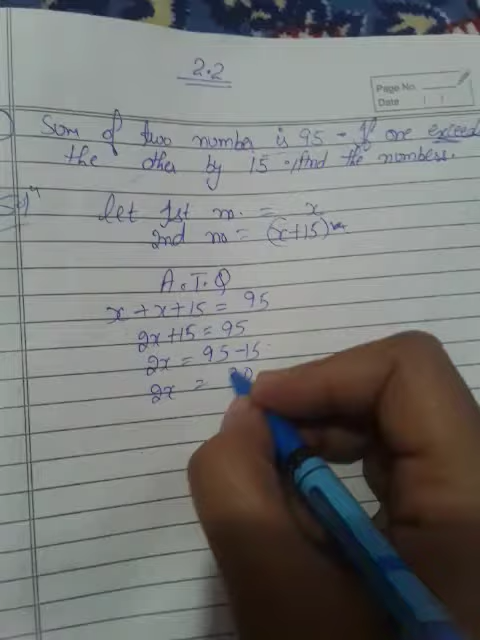 2.2
Page No.
Date
Sum of two number is 95 - If one exceed
the other by 15 . find the numbers.
Sol"
let 1st no. = x
2nd no = (x+15)
A.T.Q
x + x + 15 = 95
2x + 15 = 95
2x = 95 - 15
2x = 80